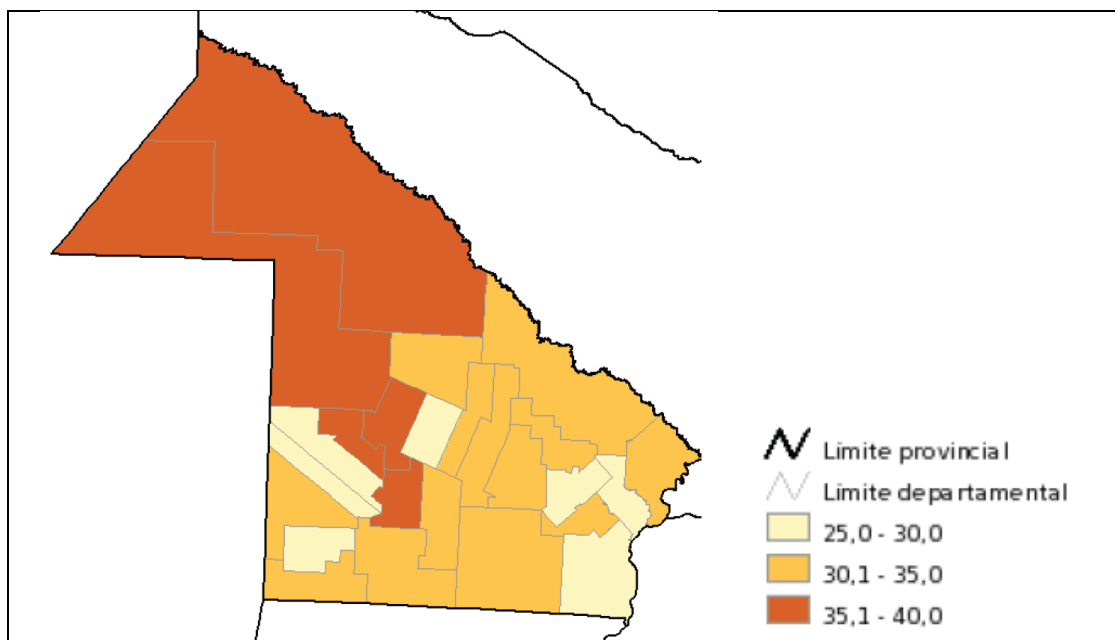 Límite provincial
Límite departamental
25,0 - 30,0
30,1 - 35,0
35,1 - 40,0